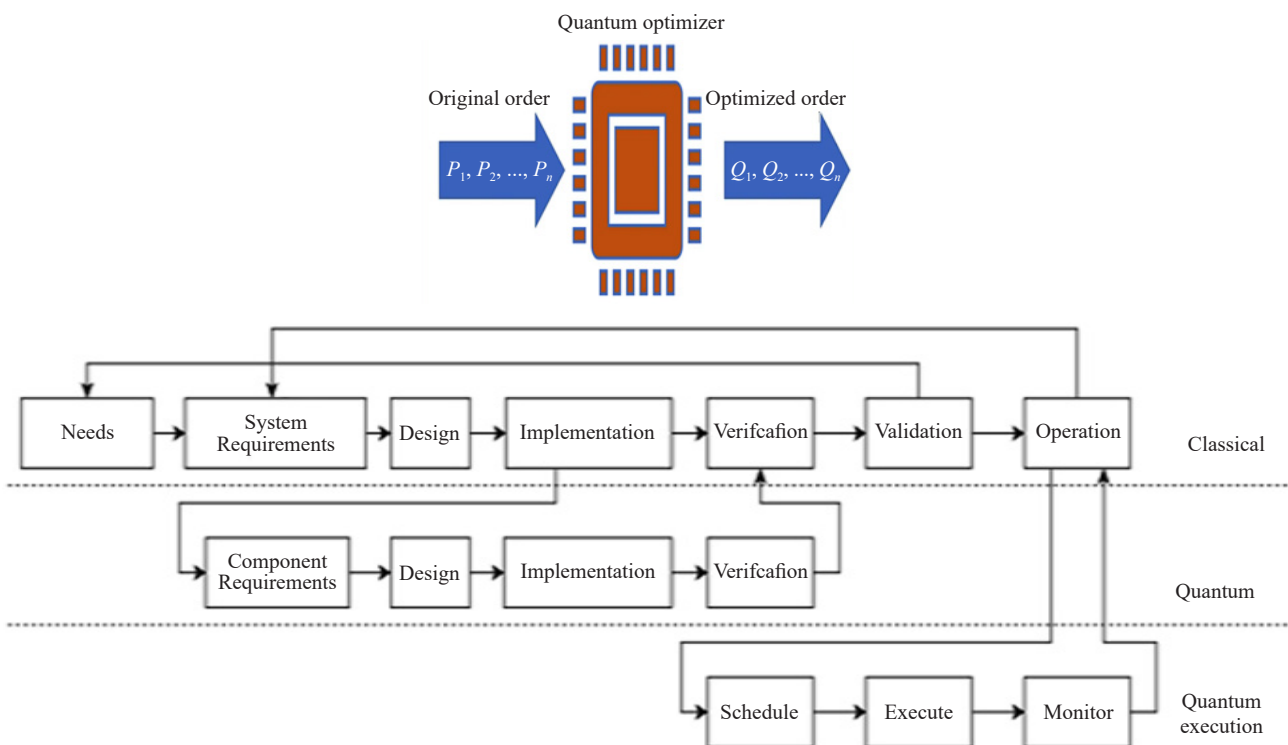 Quantum optimizer
Original order
Optimized order
P1, P2, ..., Pn
Q1, Q2, ..., Qn
Needs
System
Requirements
Design
Implementation
Verifcafion
Validation
Operation
Classical
Component
Requirements
Design
Implementation
Verifcafion
Quantum
Schedule
Execute
Monitor
Quantum
execution